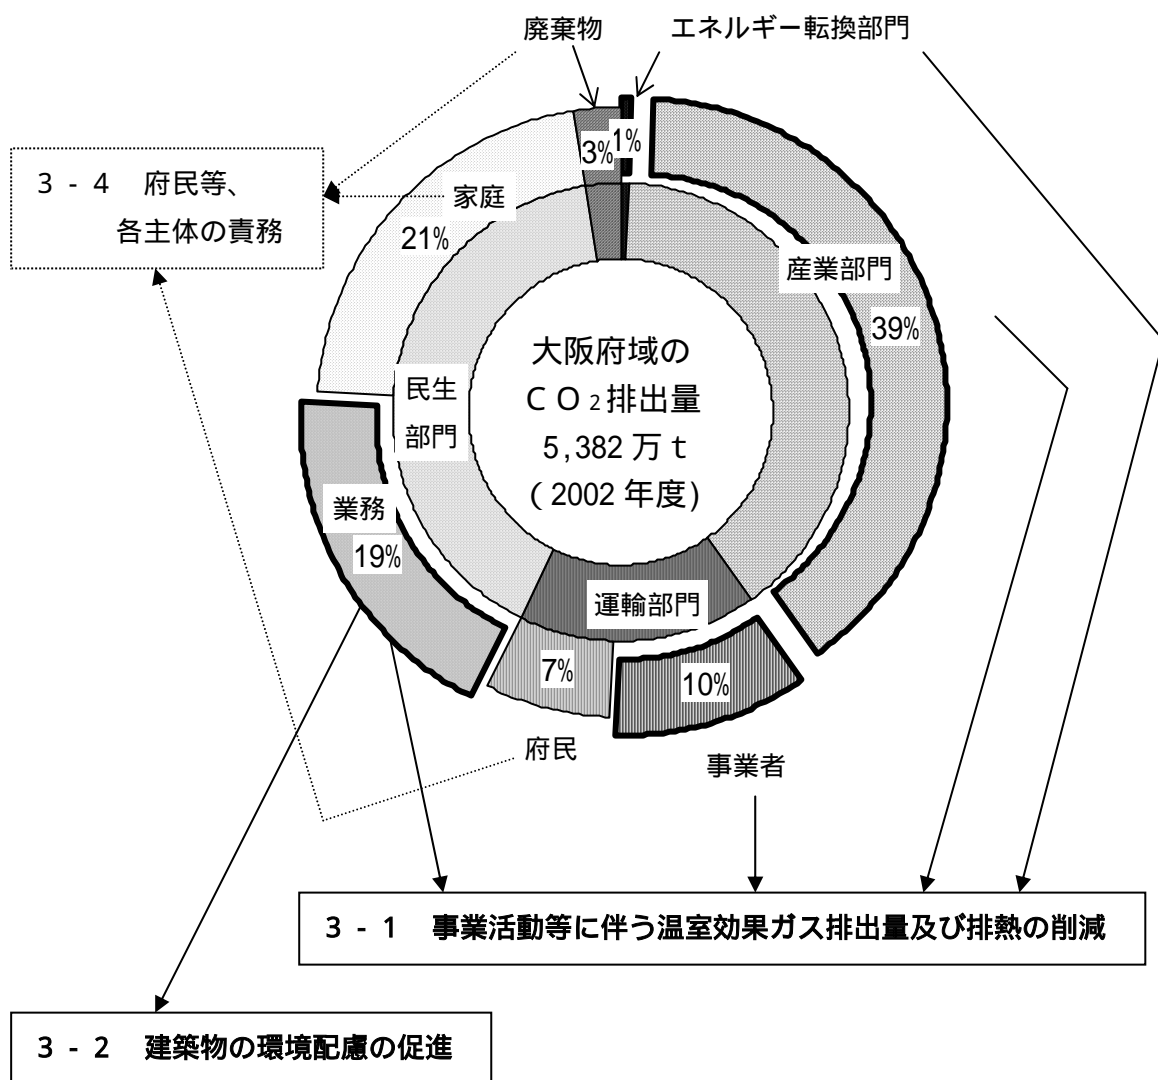 廃棄物
エネルギー転換部門
3%
1%
3 - 4 府民等、
各主体の責務
家庭
21%
産業部門
39%
大阪府域の
ＣＯ₂排出量
5,382 万ｔ
(2002 年度)
民生
部門
業務
19%
運輸部門
7%
10%
府民
事業者
3 - 1 事業活動等に伴う温室効果ガス排出量及び排熱の削減
3 - 2 建築物の環境配慮の促進